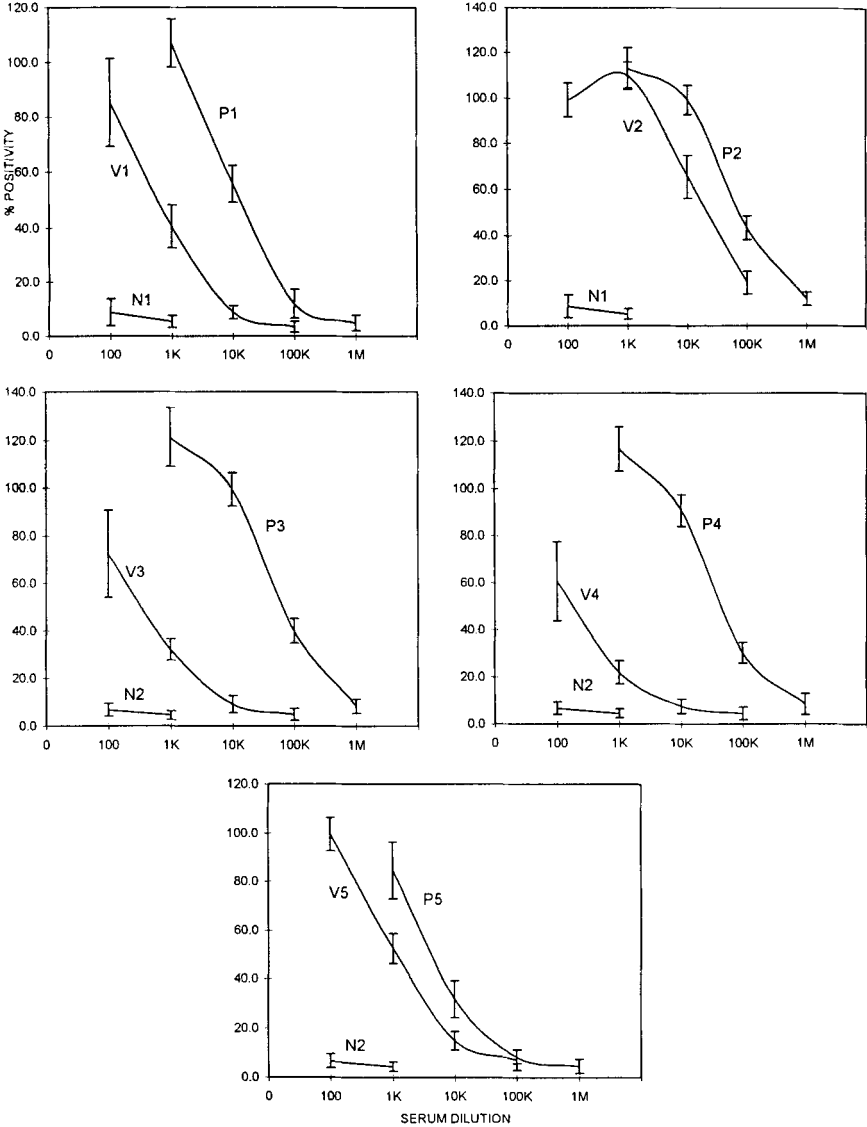 120.0
100.0
80.0
60.0
40.0
20.0
0.0
% POSITIVITY
P1
V1
N1
0 100 1K 10K 100K 1M
140.0
120.0
100.0
80.0
60.0
40.0
20.0
0.0
V2
P2
N1
0 100 1K 10K 100K 1M
140.0
120.0
100.0
80.0
60.0
40.0
20.0
0.0
P3
V3
N2
0 100 1K 10K 100K 1M
140.0
120.0
100.0
80.0
60.0
40.0
20.0
0.0
P4
V4
N2
0 100 1K 10K 100K 1M
120.0
100.0
80.0
60.0
40.0
20.0
0.0
V5
P5
N2
0 100 1K 10K 100K 1M
SERUM DILUTION